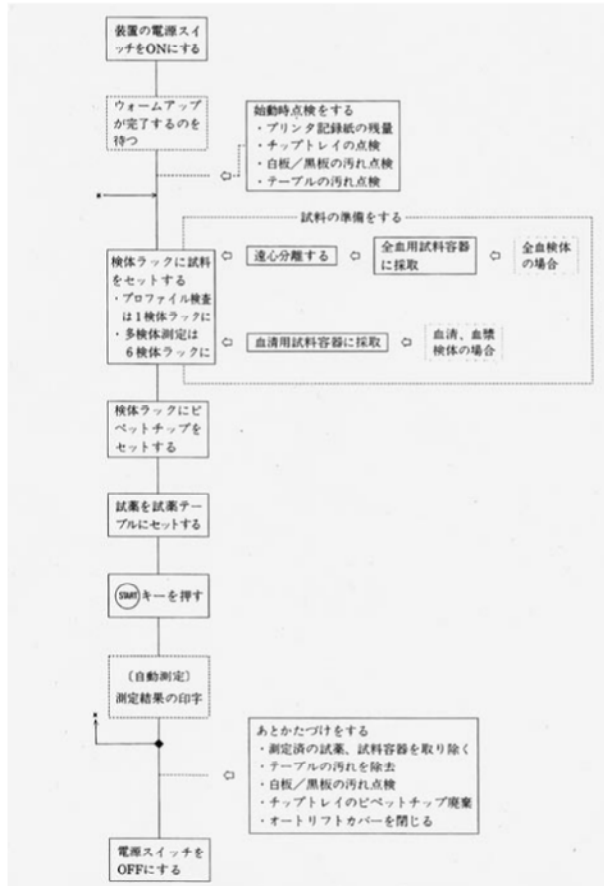 装置の電源スイ
ッチをONにする
ウォームアップ
が完了するのを
待つ
始動時点検をする
・プリンタ記録紙の残量
・チップトレイの点検
・白板／黒板の汚れ点検
・テーブルの汚れ点検
*
試料の準備をする
検体ラックに試料
をセットする
・プロファイル検査
は1検体ラックに
・多検体測定は
6検体ラックに
遠心分離する
全血用試料容器
に採取
全血検体
の場合
血清用試料容器に採取
血清、血漿
検体の場合
検体ラックにピ
ペットチップを
セットする
試薬を試薬テー
ブルにセットする
STARTキーを押す
〔自動測定〕
測定結果の印字
*
あとかたづけをする
・測定済の試薬、試料容器を取り除く
・テーブルの汚れを除去
・白板／黒板の汚れ点検
・チップトレイのピペットチップ廃棄
・オートリフトカバーを閉じる
電源スイッチを
OFFにする